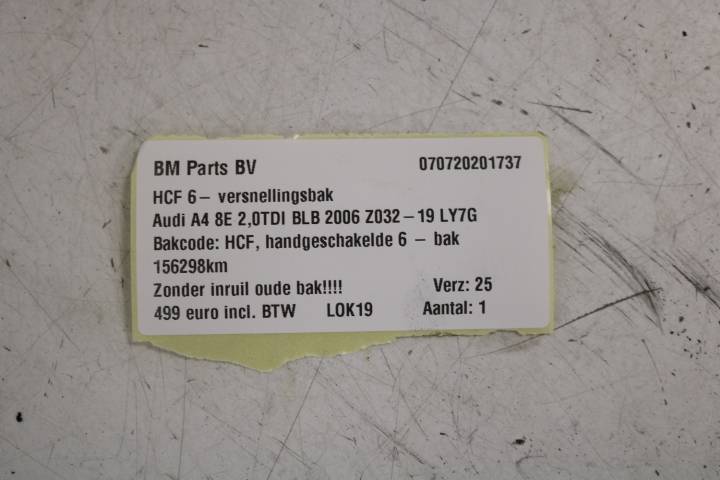 BM Parts BV 070720201737
HCF 6- versnellingsbak
Audi A4 8E 2,0TDI BLB 2006 Z032-19 LY7G
Bakcode: HCF, handgeschakelde 6 - bak
156298km
Zonder inruil oude bak!!!! Verz: 25
499 euro incl. BTW LOK19 Aantal: 1